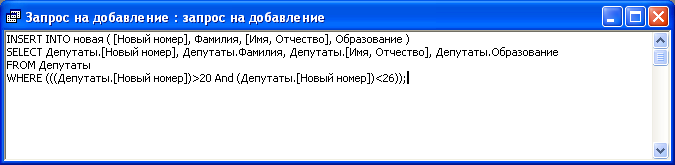 Запрос на добавление : запрос на добавление
INSERT INTO новая ( [Новый номер], Фамилия, [Имя, Отчество], Образование )
SELECT Депутаты.[Новый номер], Депутаты.Фамилия, Депутаты.[Имя, Отчество], Депутаты.Образование
FROM Депутаты
WHERE (((Депутаты.[Новый номер])>20 And (Депутаты.[Новый номер])<26));